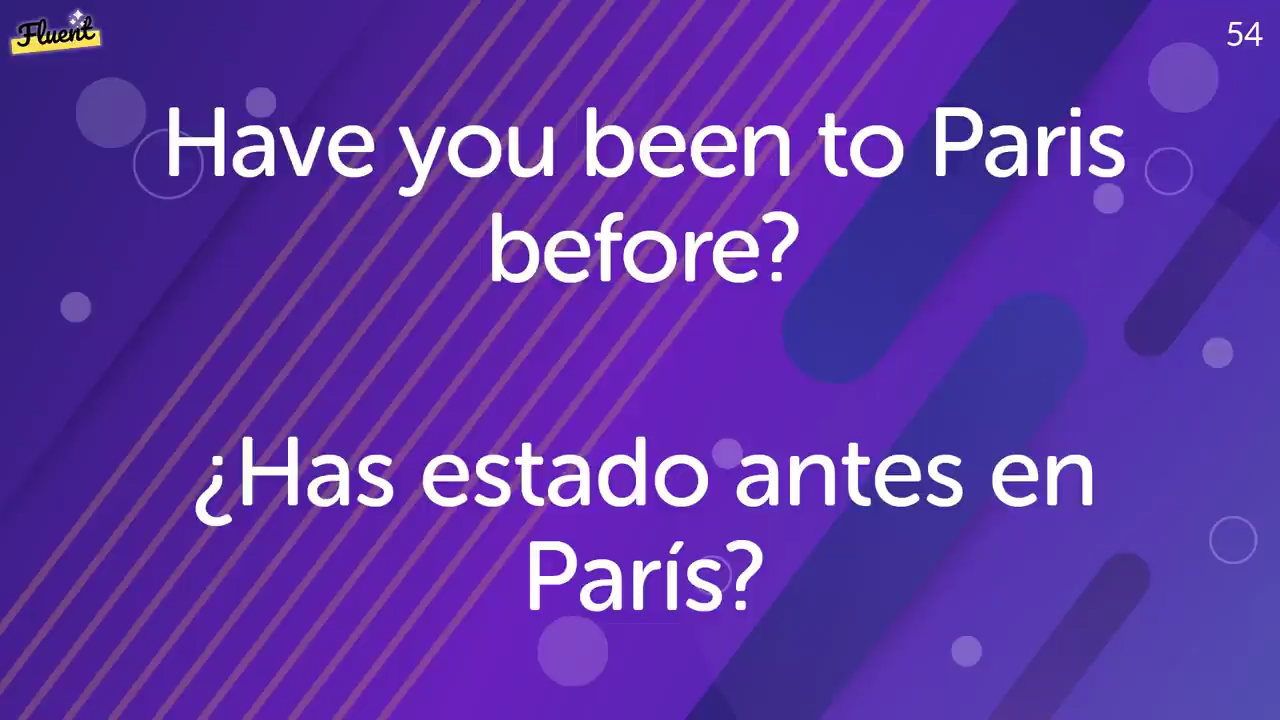 Fluent
54
Have you been to Paris
before?
¿Has estado antes en
París?